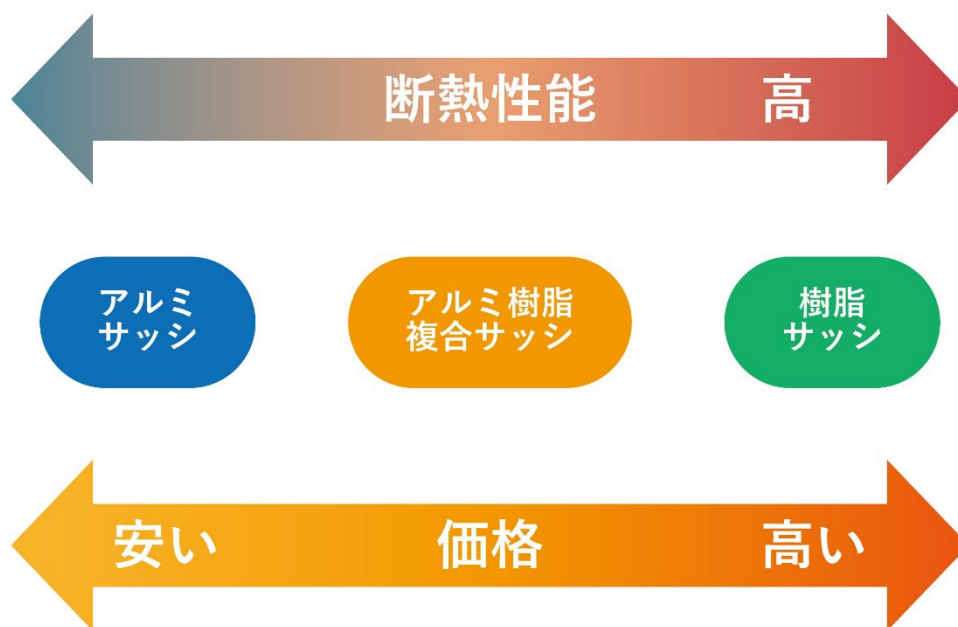 断熱性能 高
アルミ
サッシ
アルミ樹脂
複合サッシ
樹脂
サッシ
安い 価格 高い